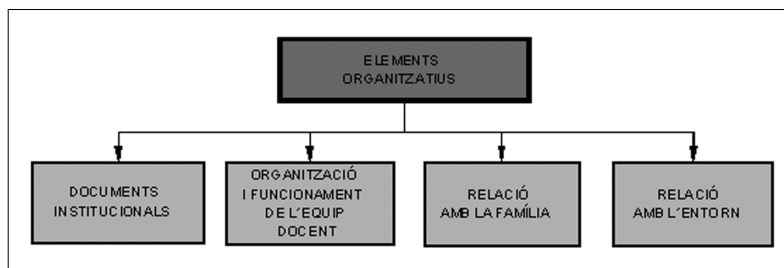 ELEMENTS
ORGANITZATIUS
DOCUMENTS
INSTITUCIONALS
ORGANITZACIÓ
I FUNCIONAMENT
DE L´EQUIP
DOCENT
RELACIÓ
AMB LA FAMÍLIA
RELACIÓ
AMB L´ENTORN